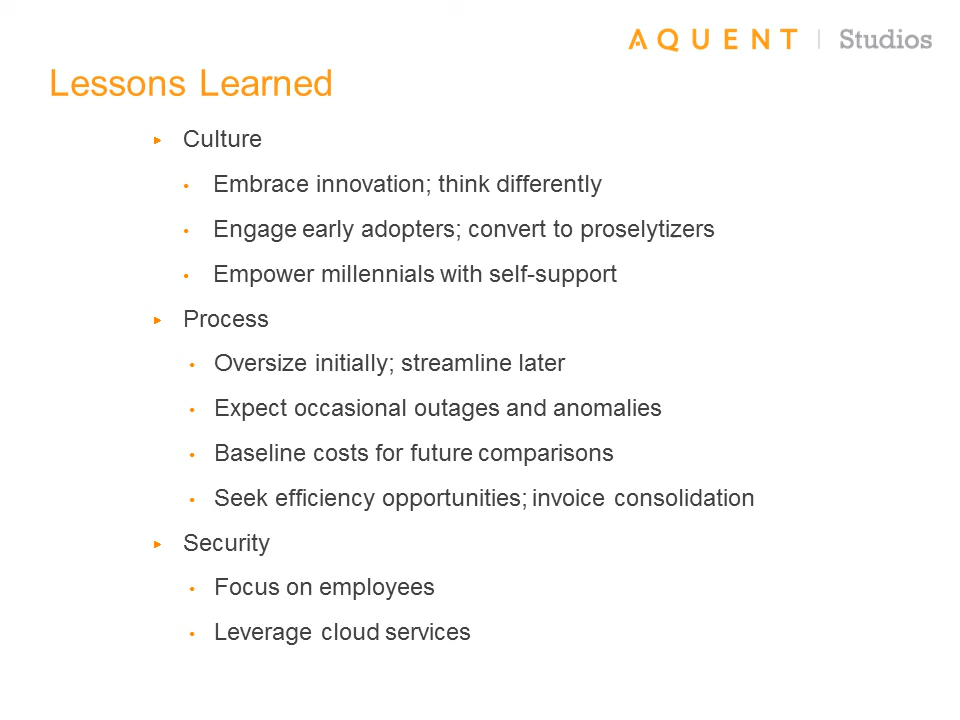 AQUENT | Studios
Lessons Learned
▸ Culture
• Embrace innovation; think differently
• Engage early adopters; convert to proselytizers
• Empower millennials with self-support
▸ Process
• Oversize initially; streamline later
• Expect occasional outages and anomalies
• Baseline costs for future comparisons
• Seek efficiency opportunities; invoice consolidation
▸ Security
• Focus on employees
• Leverage cloud services